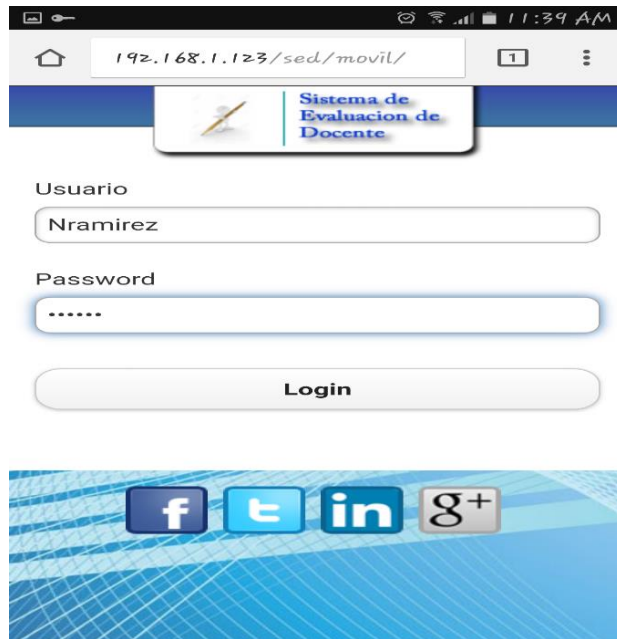 11:39 AM
192.168.1.123/sed/movil/
1
Sistema de
Evaluacion de
Docente
Usuario
Nramirez
Password
••••••
Login
f
t
in
g+